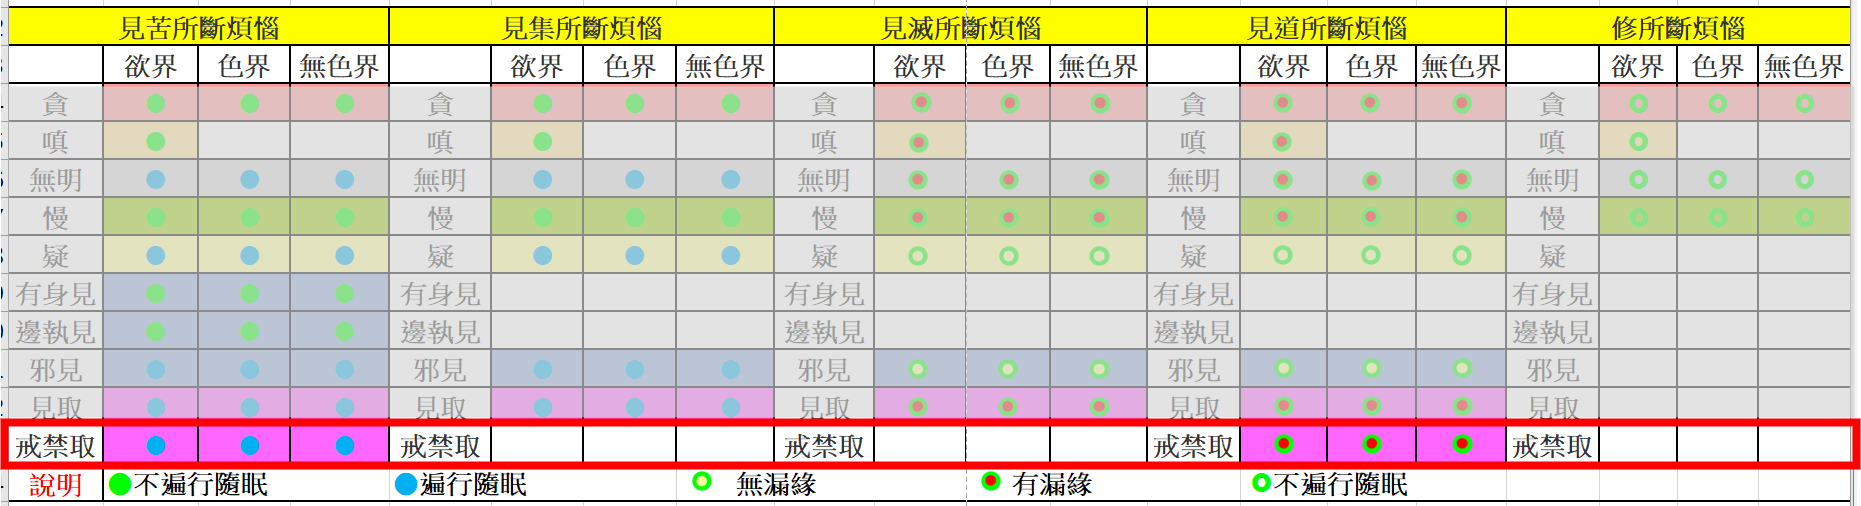 見苦所斷煩惱 見集所斷煩惱 見滅所斷煩惱 見道所斷煩惱 修所斷煩惱
欲界 色界 無色界 欲界 色界 無色界 欲界 色界 無色界 欲界 色界 無色界 欲界 色界 無色界
貪 貪 貪 貪 貪
嗔 嗔 嗔 嗔 嗔
無明 無明 無明 無明 無明
慢 慢 慢 慢 慢
疑 疑 疑 疑 疑
有身見 有身見 有身見 有身見 有身見
邊執見 邊執見 邊執見 邊執見 邊執見
邪見 邪見 邪見 邪見 邪見
見取 見取 見取 見取 見取
戒禁取 戒禁取 戒禁取 戒禁取 戒禁取
說明 不遍行隨眠 遍行隨眠 無漏緣 有漏緣 不遍行隨眠